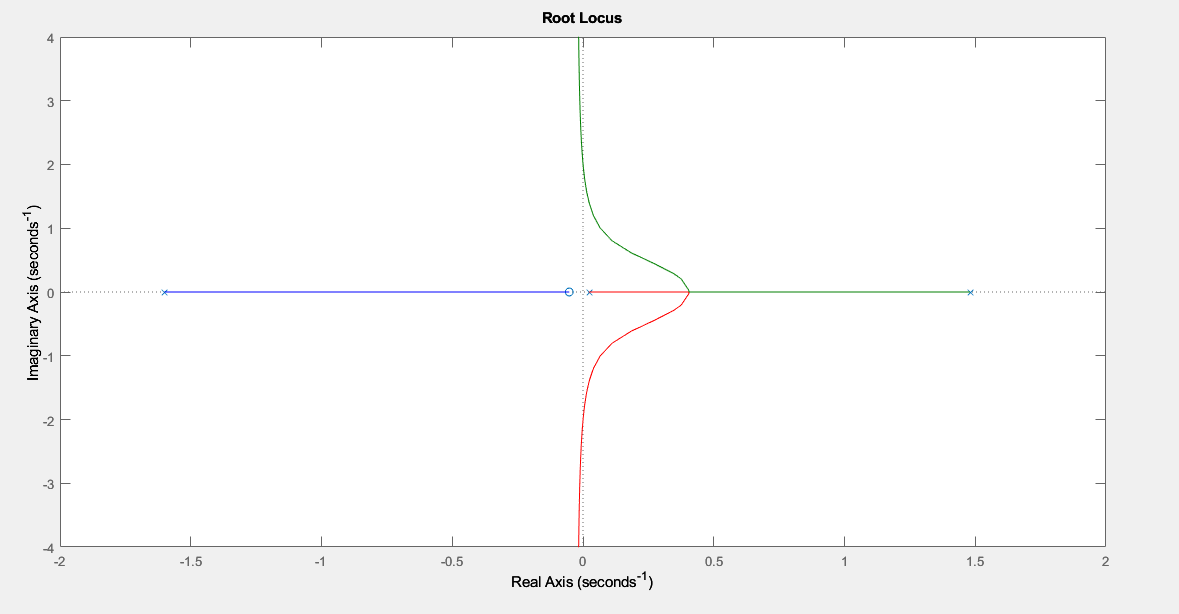 Root Locus
Imaginary Axis (seconds⁻¹)
4
3
2
1
0
-1
-2
-3
-4
-2 -1.5 -1 -0.5 0 0.5 1 1.5 2
Real Axis (seconds⁻¹)